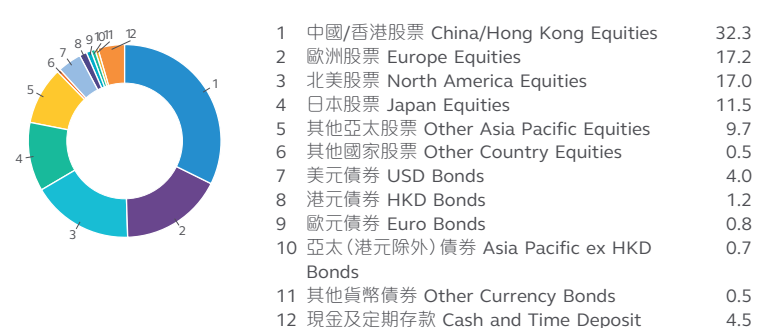 1 中國/香港股票 China/Hong Kong Equities 32.3
2 歐洲股票 Europe Equities 17.2
3 北美股票 North America Equities 17.0
4 日本股票 Japan Equities 11.5
5 其他亞太股票 Other Asia Pacific Equities 9.7
6 其他國家股票 Other Country Equities 0.5
7 美元債券 USD Bonds 4.0
8 港元債券 HKD Bonds 1.2
9 歐元債券 Euro Bonds 0.8
10 亞太(港元除外)債券 Asia Pacific ex HKD 0.7
Bonds
11 其他貨幣債券 Other Currency Bonds 0.5
12 現金及定期存款 Cash and Time Deposit 4.5
1
2
3
4
5
6
7
8
9
10
11
12